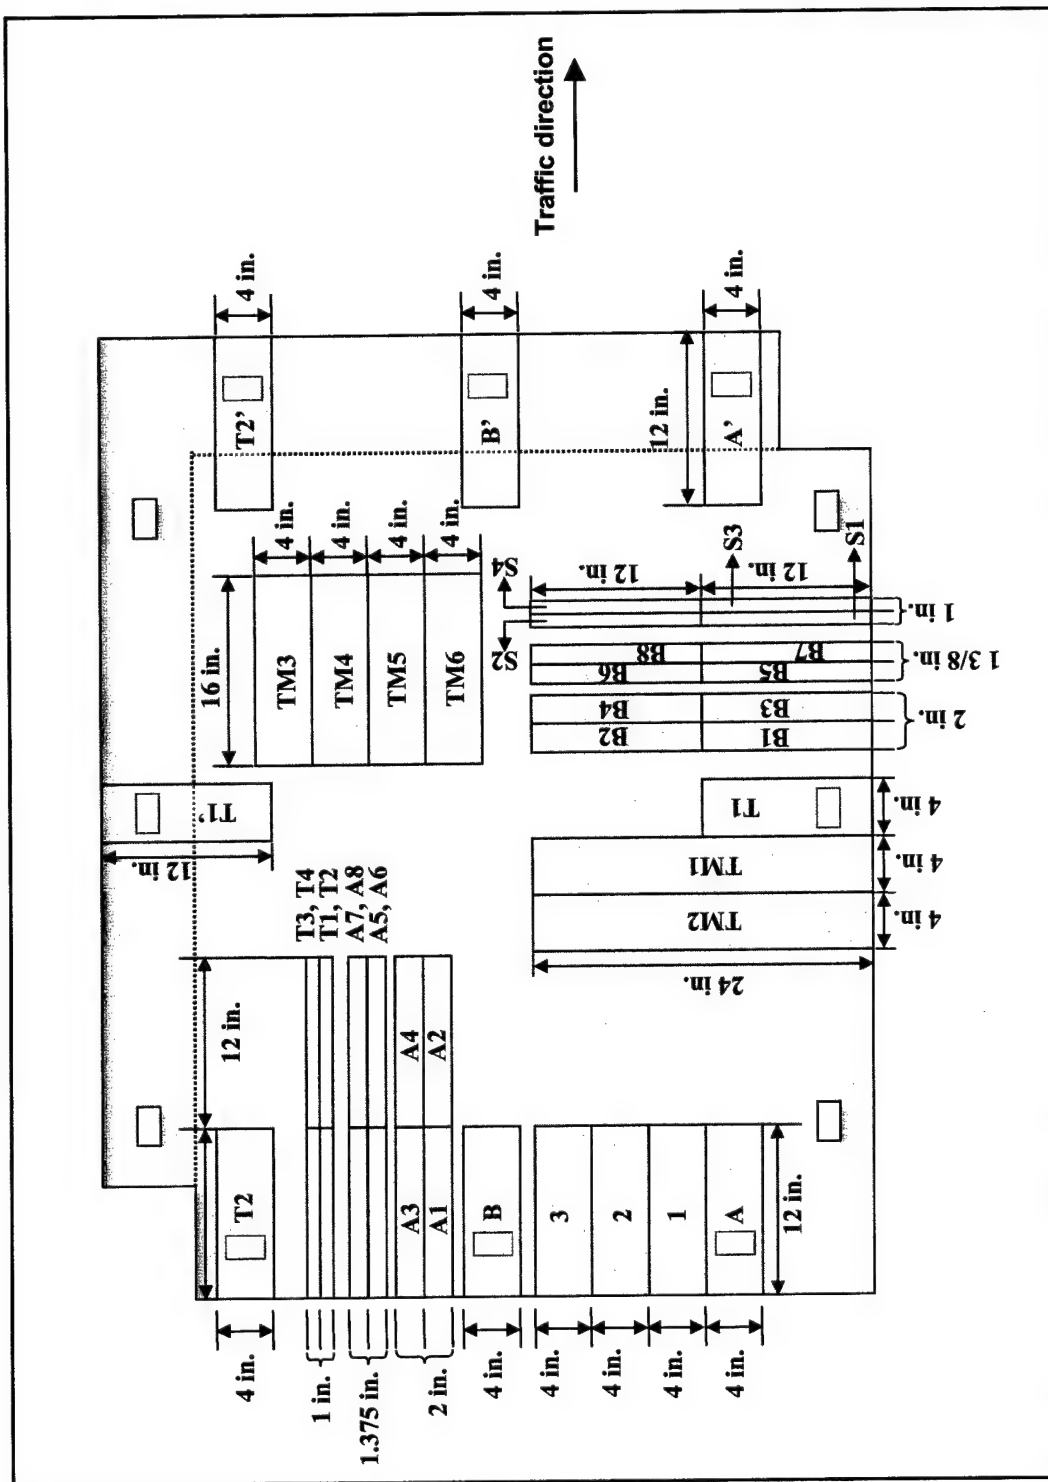 Traffic direction
4 in.
4 in.
4 in.
T2’
B’
A’
12 in.
4 in.
4 in.
4 in.
4 in.
16 in.
TM3
TM4
TM5
TM6
S4
S2
S3
S1
12 in.
12 in.
1 in.
B8
B7
B6
B5
1 3/8 in.
B4
B3
B2
B1
2 in.
T1’
12 in.
T1
4 in.
TM1
4 in.
TM2
4 in.
24 in.
T3, T4
T1, T2
A7, A8
A5, A6
12 in.
A4
A2
T2
A3
A1
B
3
2
1
A
12 in.
4 in.
1 in.
1.375 in.
2 in.
4 in.
4 in.
4 in.
4 in.
4 in.